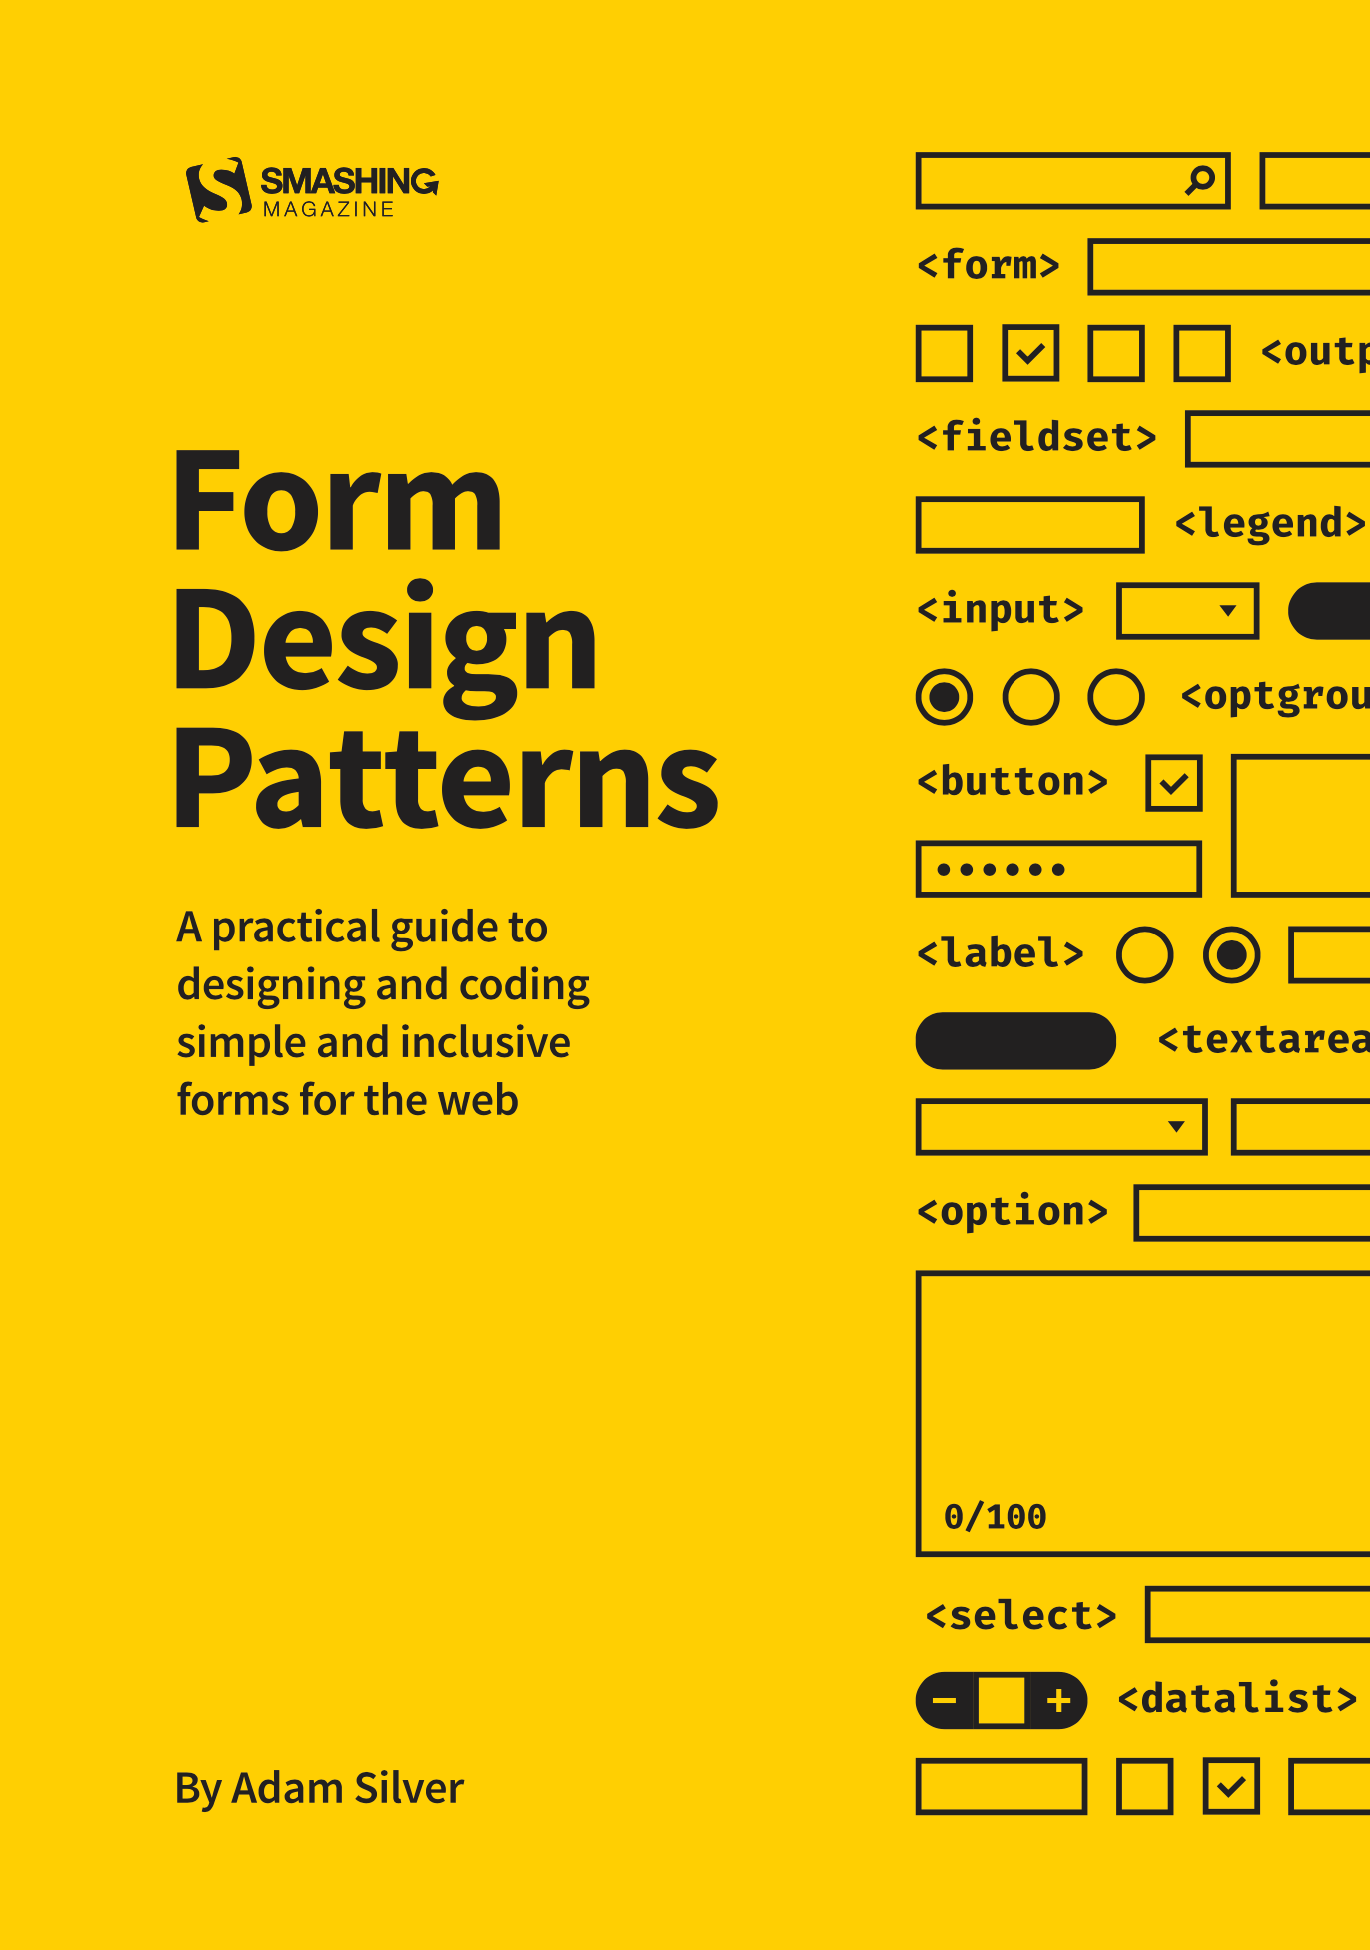 SMASHING
MAGAZINE
Form
Design
Patterns
A practical guide to
designing and coding
simple and inclusive
forms for the web
By Adam Silver
<form>
<outp
<fieldset>
<legend>
<input>
<optgrou
<button>
<label>
<textarea
<option>
0/100
<select>
<datalist>